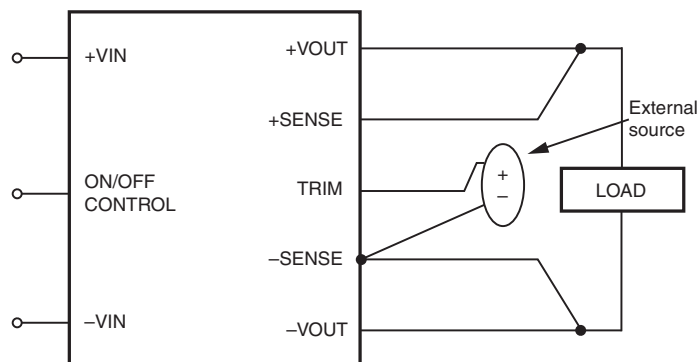 +VIN
ON/OFF
CONTROL
–VIN
+VOUT
+SENSE
TRIM
–SENSE
–VOUT
+
–
External
source
LOAD